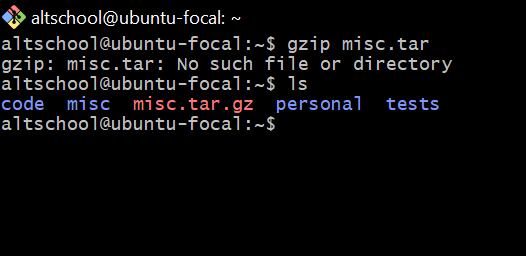 altschool@ubuntu-focal: ~
altschool@ubuntu-focal:~$ gzip misc.tar
gzip: misc.tar: No such file or directory
altschool@ubuntu-focal:~$ ls
code  misc  misc.tar.gz  personal  tests
altschool@ubuntu-focal:~$